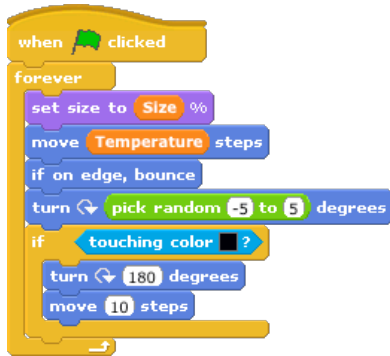 when clicked
forever
set size to Size %
move Temperature steps
if on edge, bounce
turn pick random -5 to 5 degrees
if touching color ?
turn 180 degrees
move 10 steps